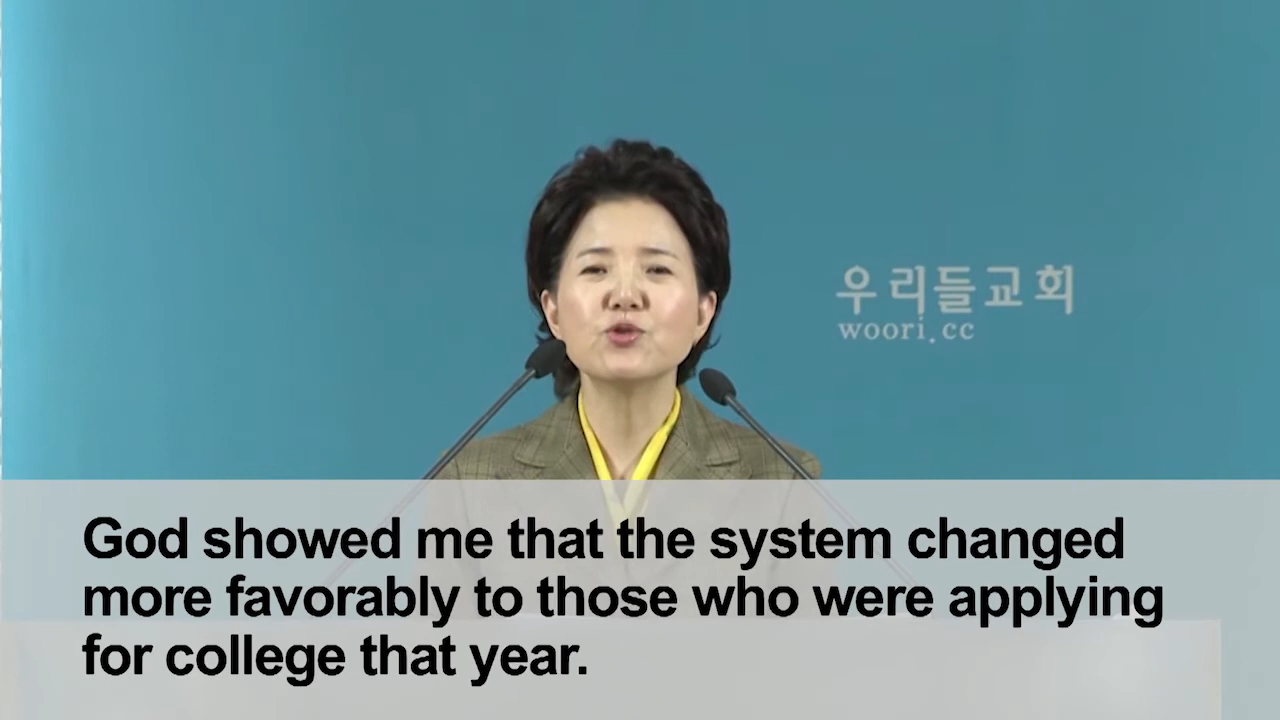 우리들교회
woori.cc
God showed me that the system changed
more favorably to those who were applying
for college that year.